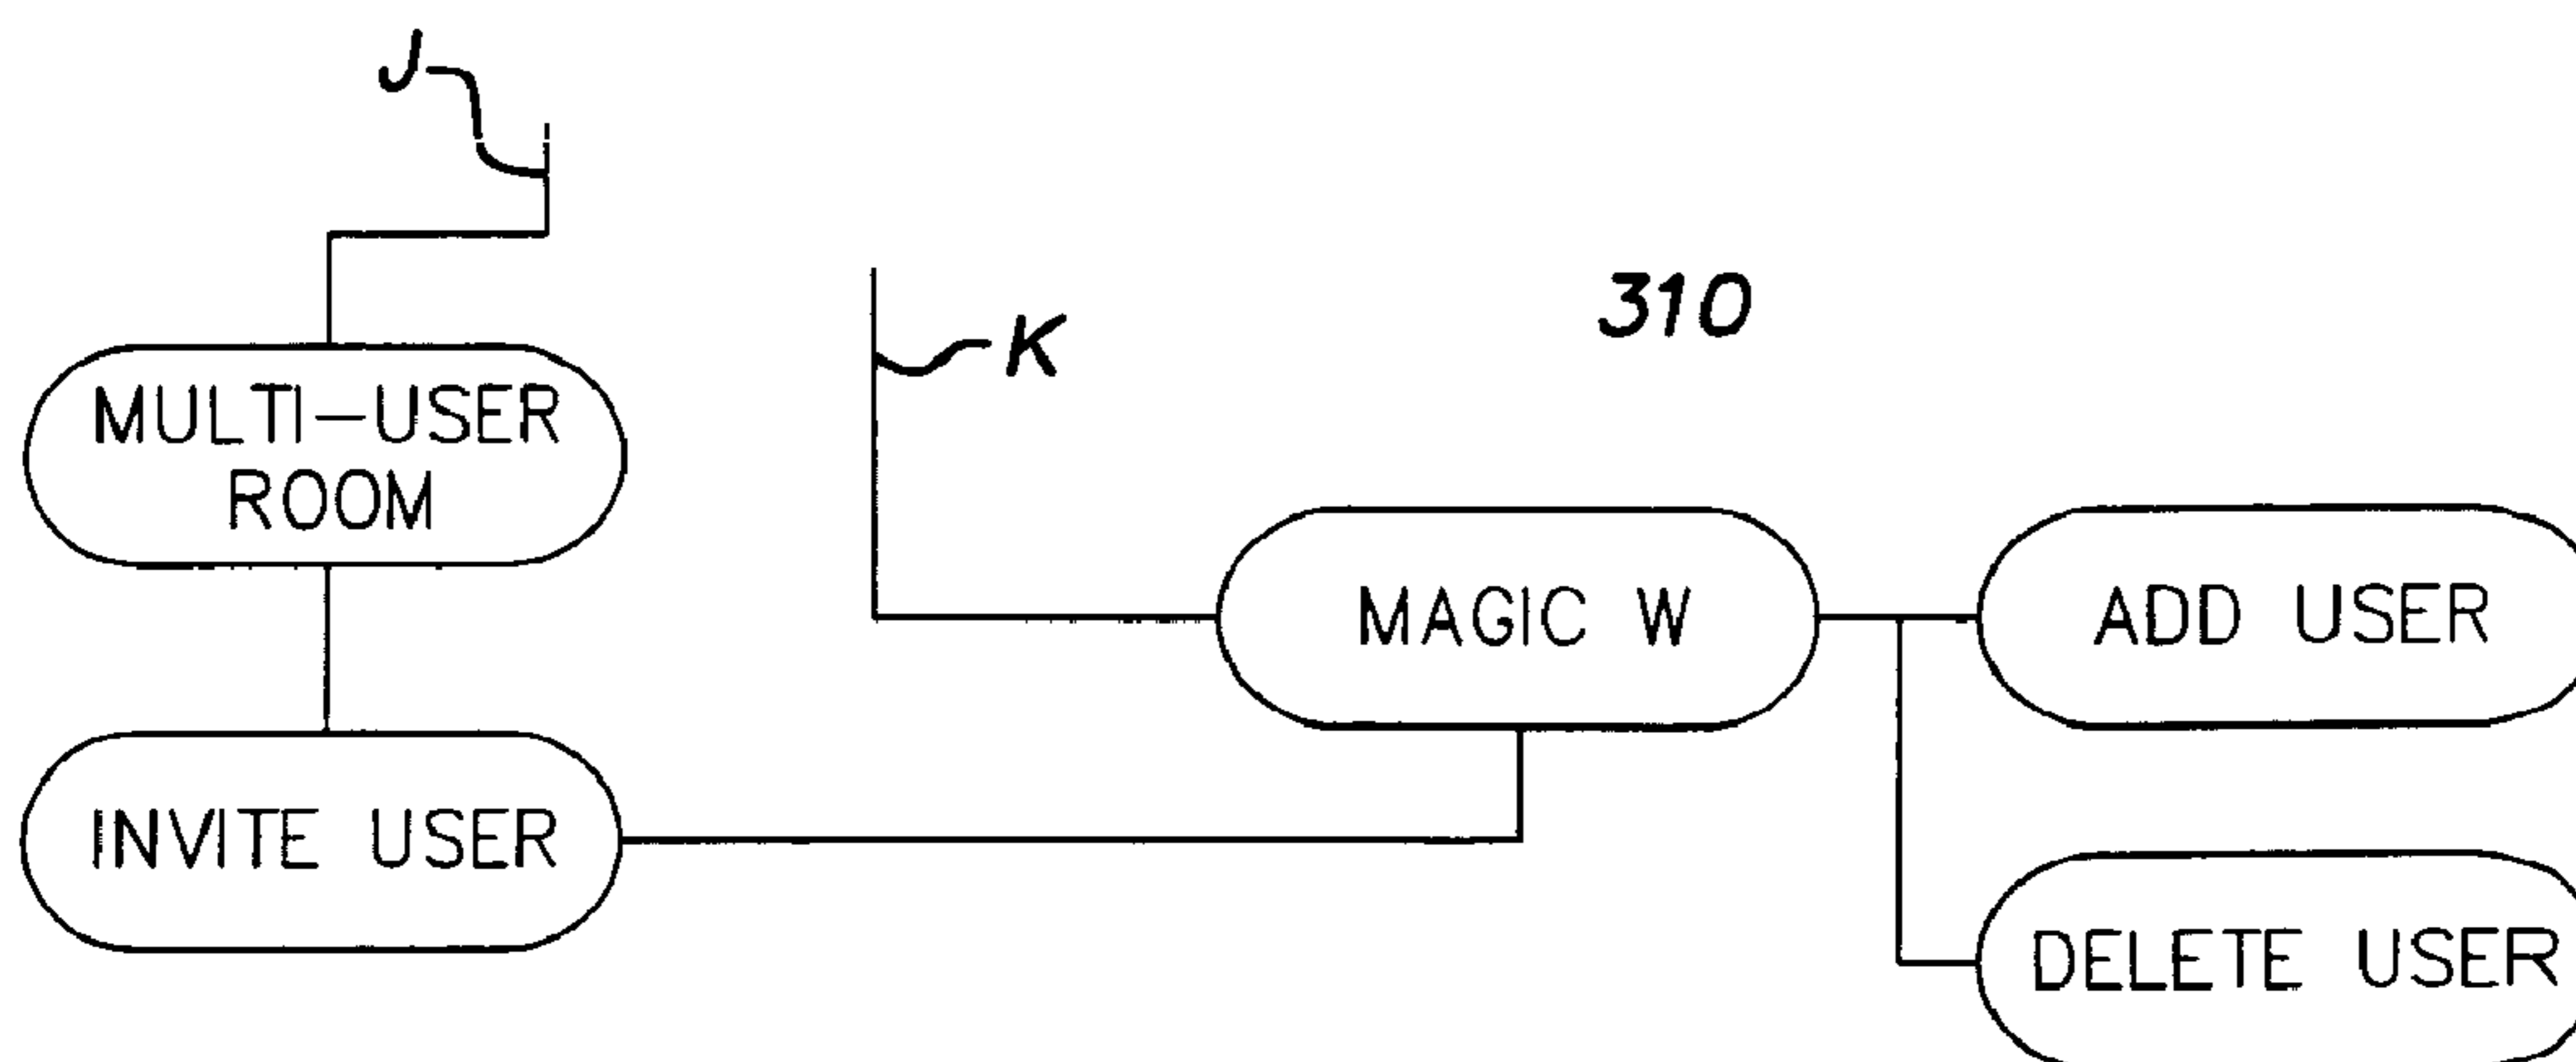 J
K
310
MULTI-USER
ROOM
MAGIC W
ADD USER
INVITE USER
DELETE USER